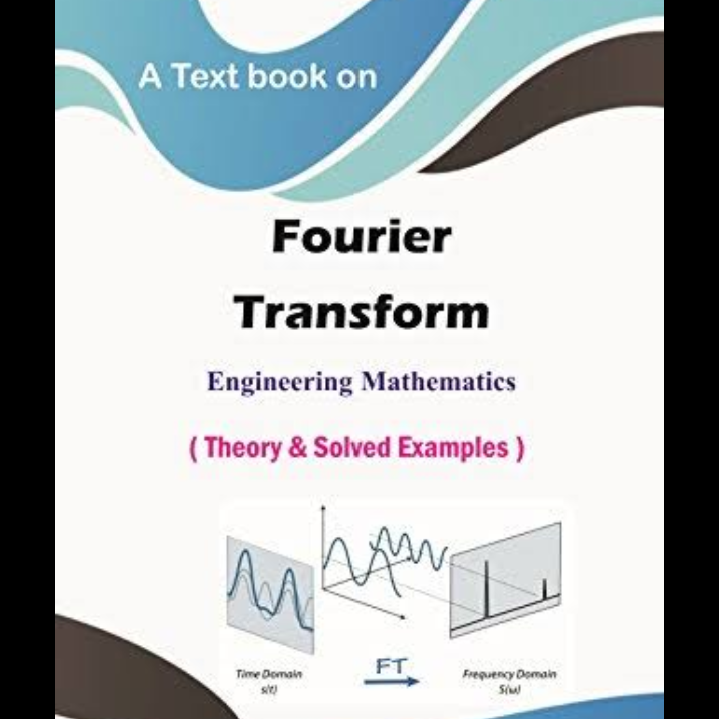 A Text book on
Fourier
Transform
Engineering Mathematics
( Theory & Solved Examples )
FT
Time Domain
s(t)
Frequency Domain
S(ω)